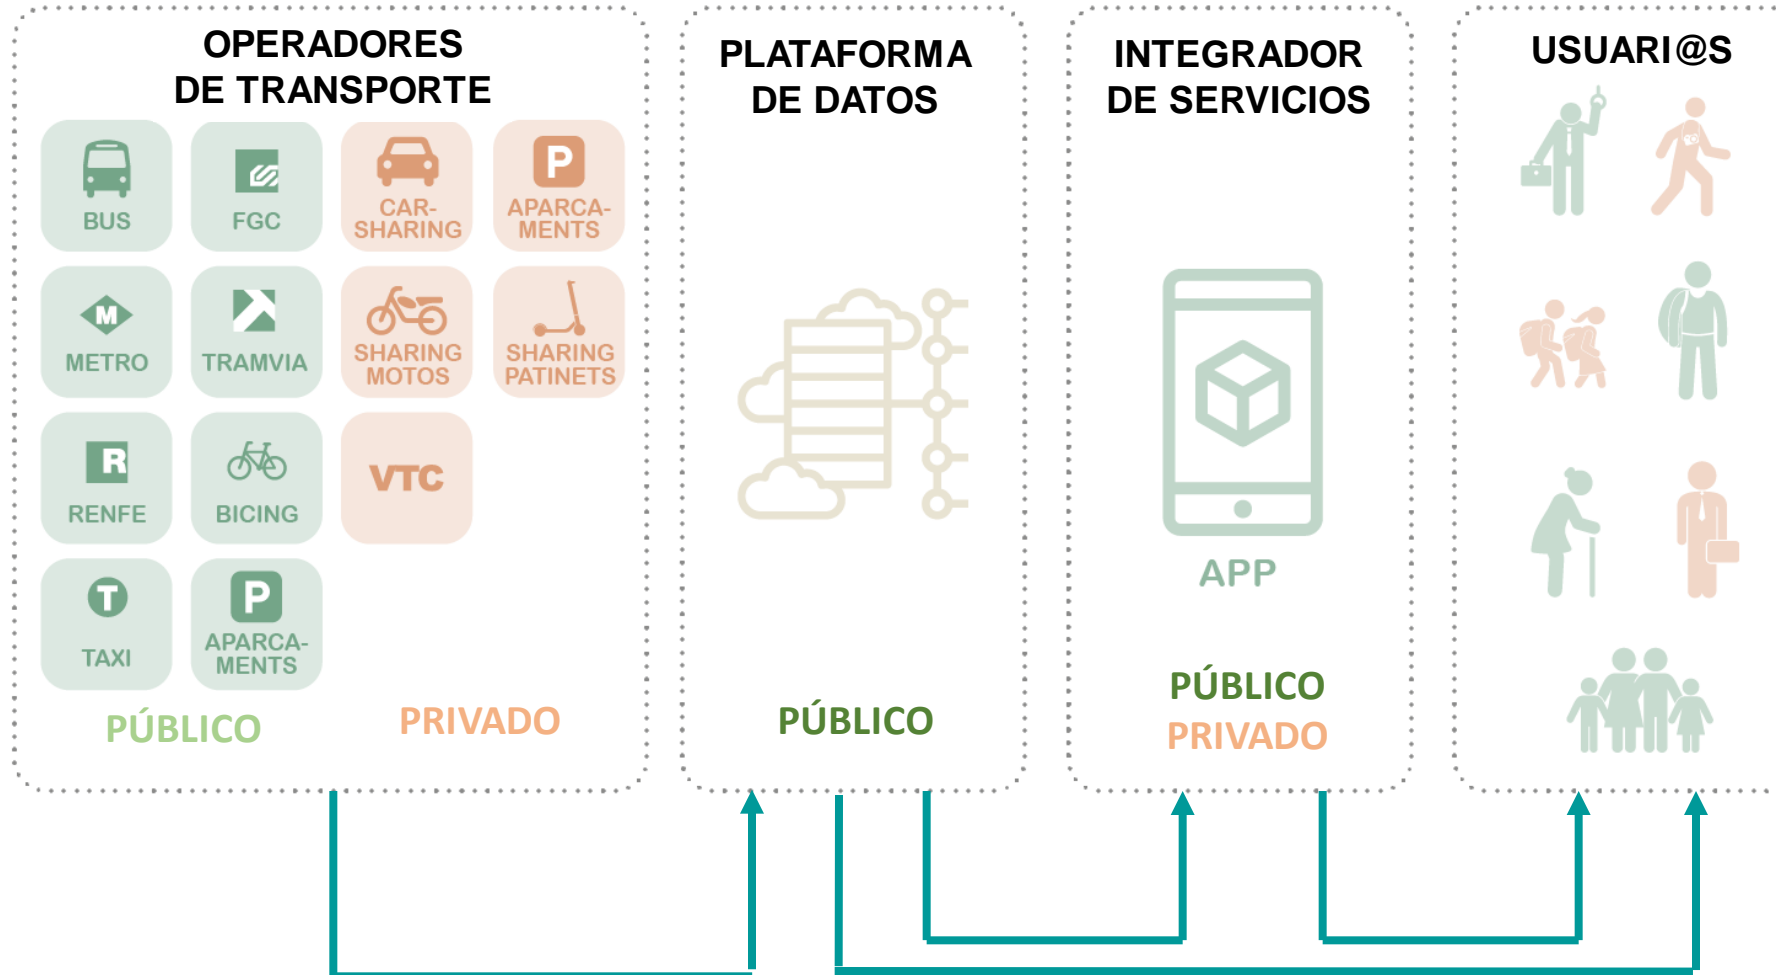 OPERADORES
DE TRANSPORTE
BUS
FGC
CAR-
SHARING
P
APARCA-
MENTS
M
METRO
TRAMVIA
SHARING
MOTOS
SHARING
PATINETS
R
RENFE
BICING
VTC
T
TAXI
P
APARCA-
MENTS
PÚBLICO
PRIVADO
PLATAFORMA
DE DATOS
PÚBLICO
INTEGRADOR
DE SERVICIOS
APP
PÚBLICO
PRIVADO
USUARI@S